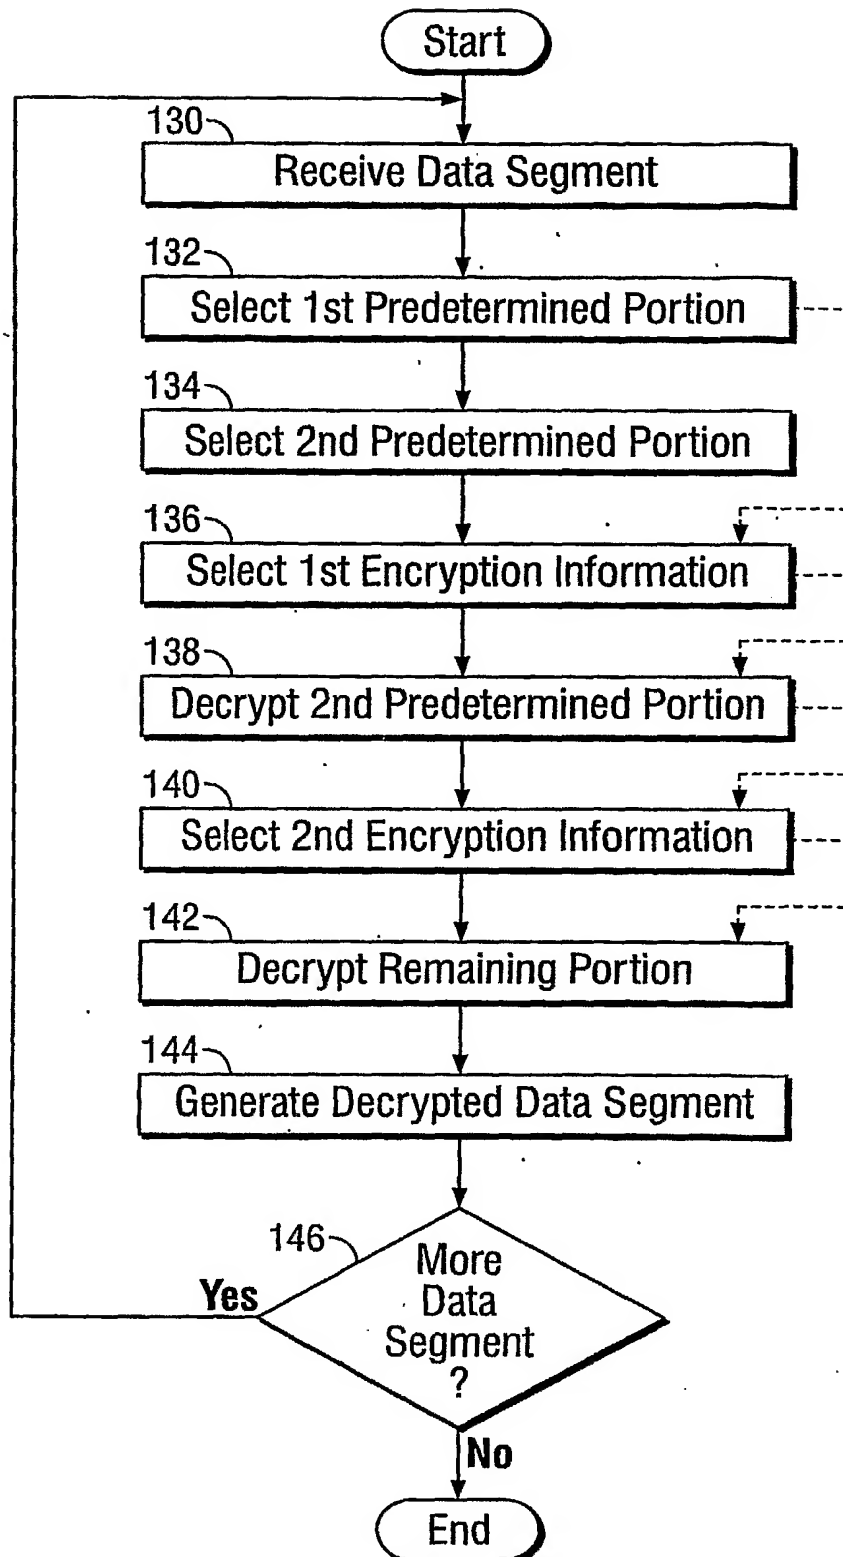 Start
130
Receive Data Segment
132
Select 1st Predetermined Portion
134
Select 2nd Predetermined Portion
136
Select 1st Encryption Information
138
Decrypt 2nd Predetermined Portion
140
Select 2nd Encryption Information
142
Decrypt Remaining Portion
144
Generate Decrypted Data Segment
146
More
Data
Segment
?
Yes
No
End